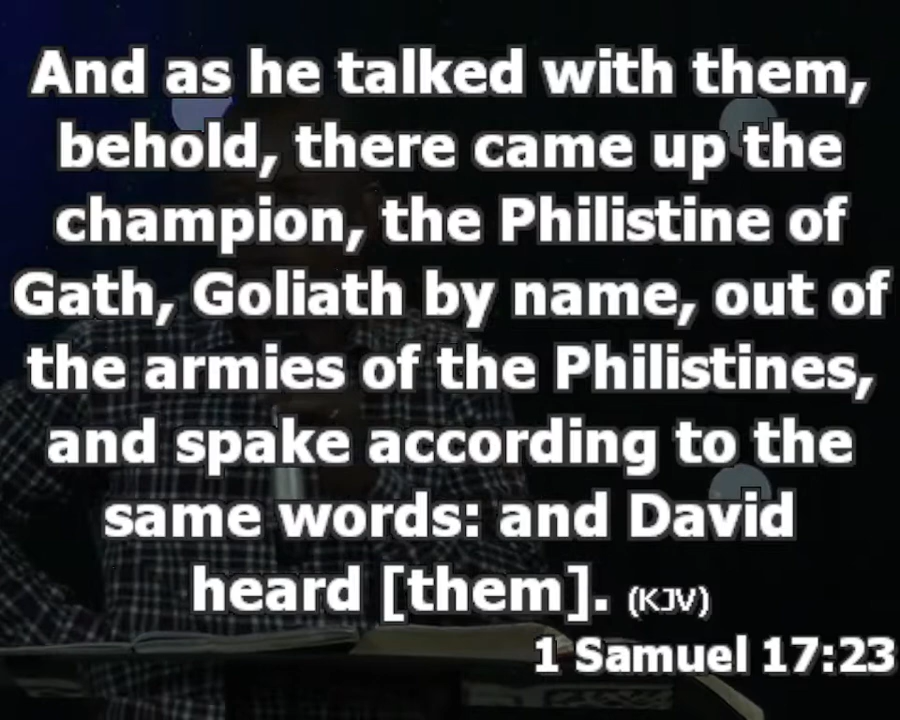 And as he talked with them,
behold, there came up the
champion, the Philistine of
Gath, Goliath by name, out of
the armies of the Philistines,
and spake according to the
same words: and David
heard [them]. (KJV)
1 Samuel 17:23